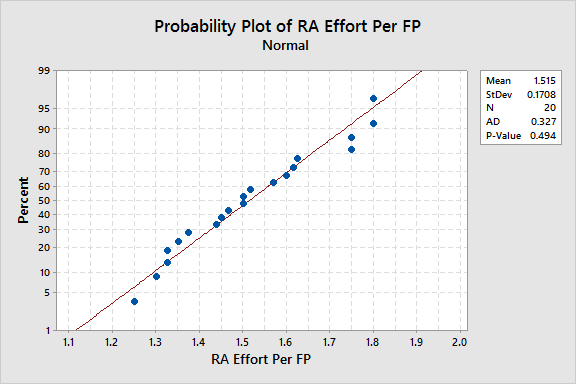 Probability Plot of RA Effort Per FP
Normal
99
95
90
80
70
60
50
40
30
20
10
5
1
Percent
1.1 1.2 1.3 1.4 1.5 1.6 1.7 1.8 1.9 2.0
RA Effort Per FP
Mean 1.515
StDev 0.1708
N 20
AD 0.327
P-Value 0.494